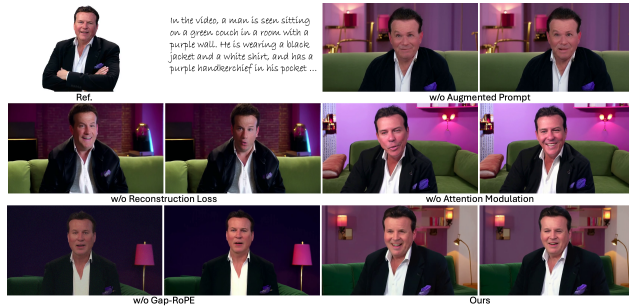 In the video, a man is seen sitting
on a green couch in a room with a
purple wall. He is wearing a black
jacket and a white shirt, and has a
purple handkerchief in his pocket ...
Ref.
w/o Augmented Prompt
w/o Reconstruction Loss
w/o Attention Modulation
w/o Gap-RoPE
Ours